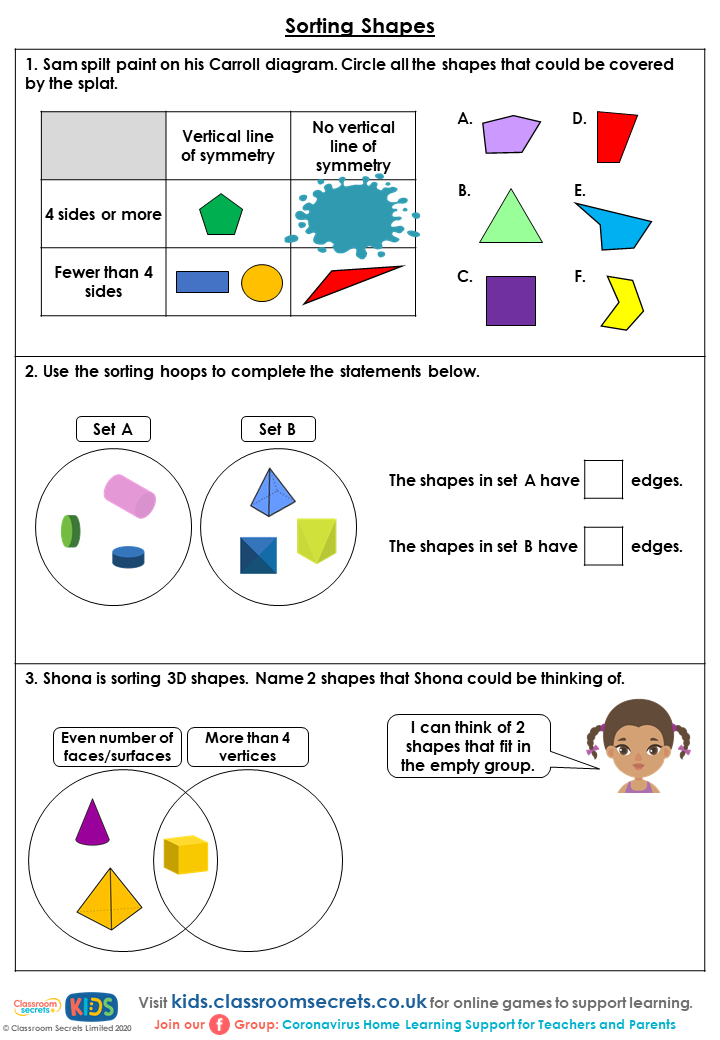 Sorting Shapes
1. Sam spilt paint on his Carroll diagram. Circle all the shapes that could be covered
by the splat.
Vertical line
of symmetry
No vertical
line of
symmetry
4 sides or more
Fewer than 4
sides
A.
D.
B.
E.
C.
F.
2. Use the sorting hoops to complete the statements below.
Set A
Set B
The shapes in set A have edges.
The shapes in set B have edges.
3. Shona is sorting 3D shapes. Name 2 shapes that Shona could be thinking of.
Even number of
faces/surfaces
More than 4
vertices
I can think of 2
shapes that fit in
the empty group.
Classroom
Secrets
KIDS
© Classroom Secrets Limited 2020
Visit kids.classroomsecrets.co.uk for online games to support learning.
Join our f Group: Coronavirus Home Learning Support for Teachers and Parents